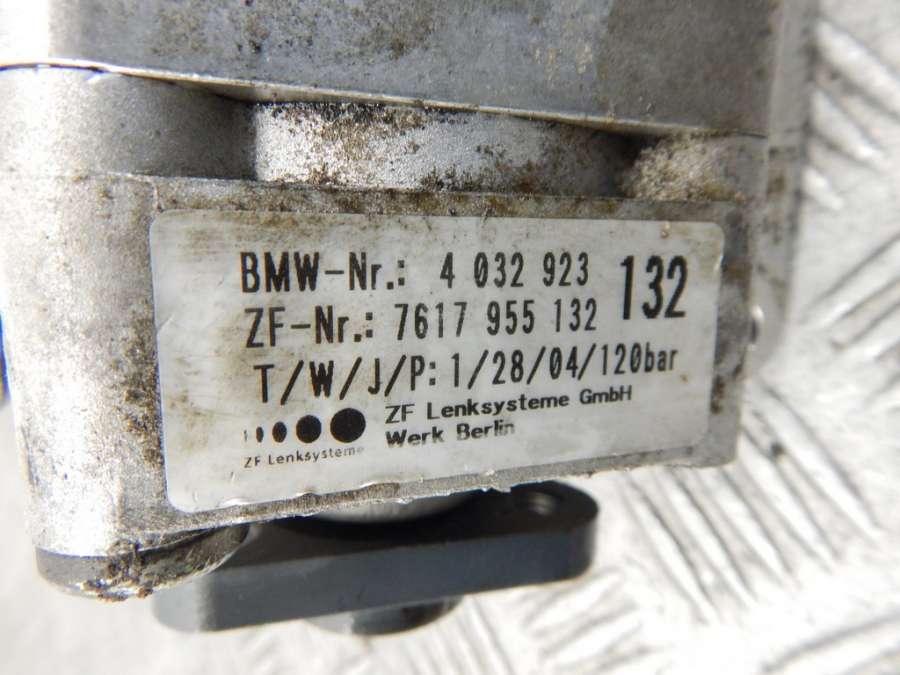 BMW-Nr.: 4 032 923 132
ZF-Nr.: 7617 955 132
T/W/J/P: 1/28/04/120bar
ZF Lenksysteme GmbH
Werk Berlin
ZF Lenksysteme